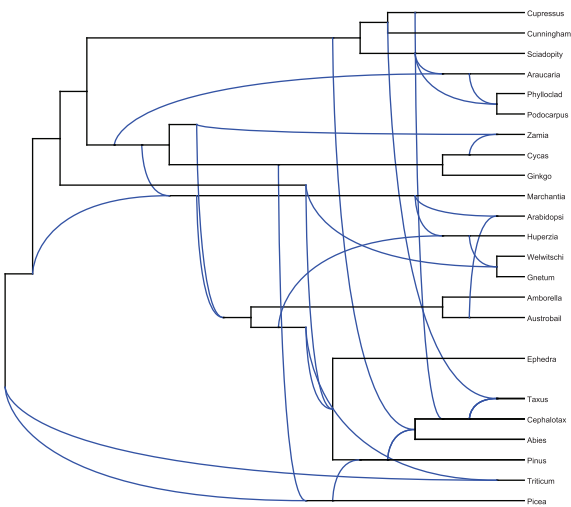 Cupressus
Cunningham
Sciadopity
Araucaria
Phylloclad
Podocarpus
Zamia
Cycas
Ginkgo
Marchantia
Arabidopsi
Huperzia
Welwitschi
Gnetum
Amborella
Austrobail
Ephedra
Taxus
Cephalotax
Abies
Pinus
Triticum
Picea